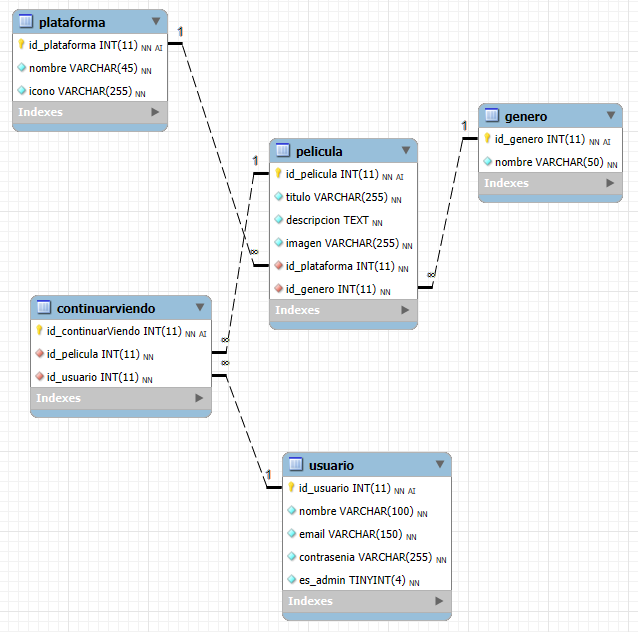 plataforma
id_plataforma INT(11) NN AI
nombre VARCHAR(45) NN
icono VARCHAR(255) NN
Indexes
1
genero
id_genero INT(11) NN AI
nombre VARCHAR(50) NN
Indexes
1
pelicula
id_pelicula INT(11) NN AI
titulo VARCHAR(255) NN
descripcion TEXT NN
imagen VARCHAR(255) NN
id_plataforma INT(11) NN
id_genero INT(11) NN
Indexes
1
∞
∞
continuarviendo
id_continuarViendo INT(11) NN AI
id_pelicula INT(11) NN
id_usuario INT(11) NN
Indexes
∞
∞
1
usuario
id_usuario INT(11) NN AI
nombre VARCHAR(100) NN
email VARCHAR(150) NN
contrasenia VARCHAR(255) NN
es_admin TINYINT(4) NN
Indexes